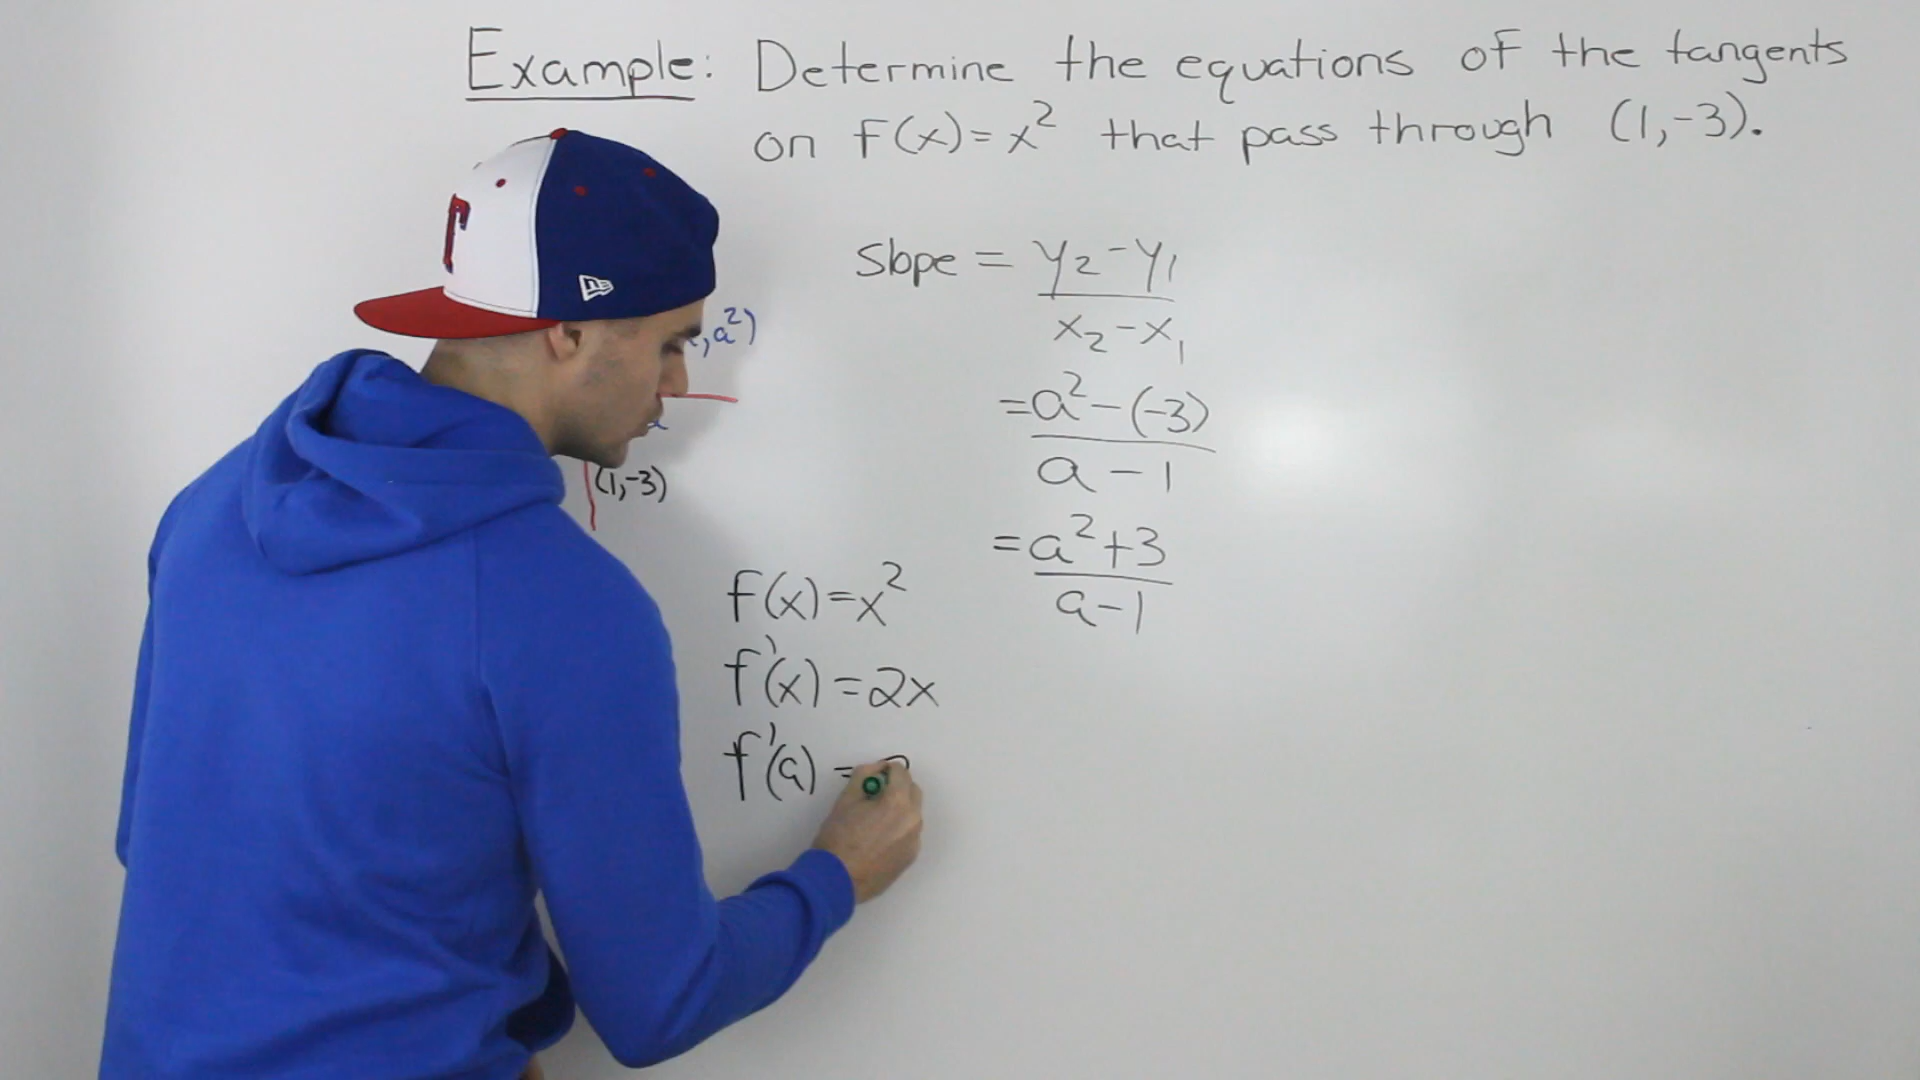 Example: Determine the equations of the tangents
on f(x)=x² that pass through (1,-3).
Slope = y₂-y₁
x₂-x₁
=a²-(-3)
a-1
=a²+3
a-1
,a²)
(1,-3)
f(x)=x²
f'(x)=2x
f'(a)=